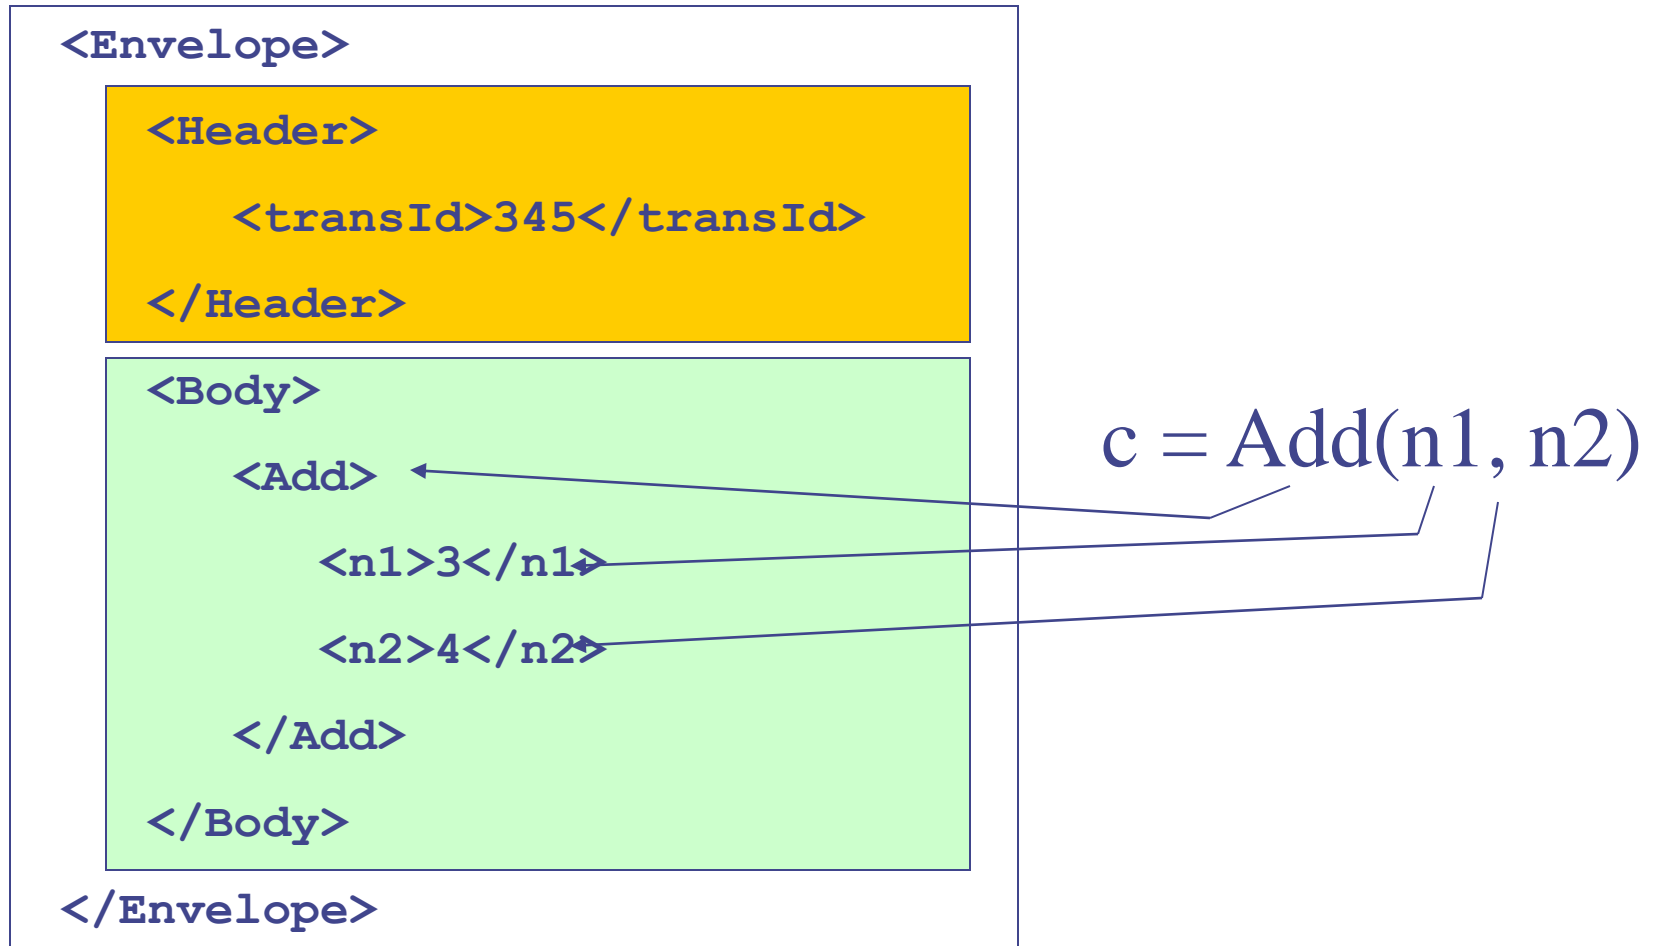 <Envelope>
<Header>
<transId>345</transId>
</Header>
<Body>
<Add>
c = Add(n1, n2)
<n1>3</n1>
<n2>4</n2>
</Add>
</Body>
</Envelope>